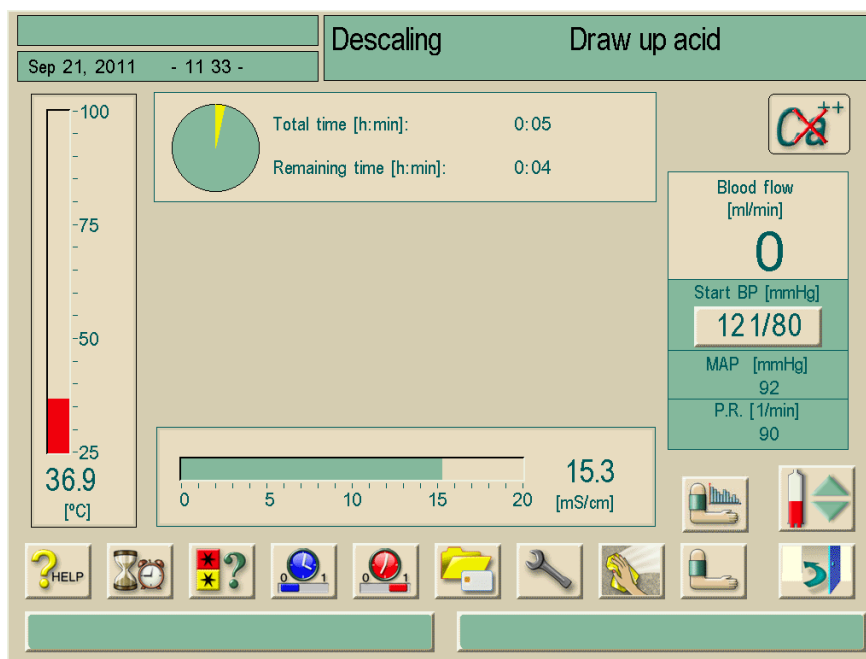 Descaling Draw up acid
Sep 21, 2011 - 11 33 -
100
75
50
25
36.9
[ºC]
Total time [h:min]: 0:05
Remaining time [h:min]: 0:04
Ca++
Blood flow
[ml/min]
0
Start BP [mmHg]
121/80
MAP [mmHg]
92
P.R. [1/min]
90
0 5 10 15 20
15.3
[mS/cm]
? HELP
* * ?
0 1
0 1